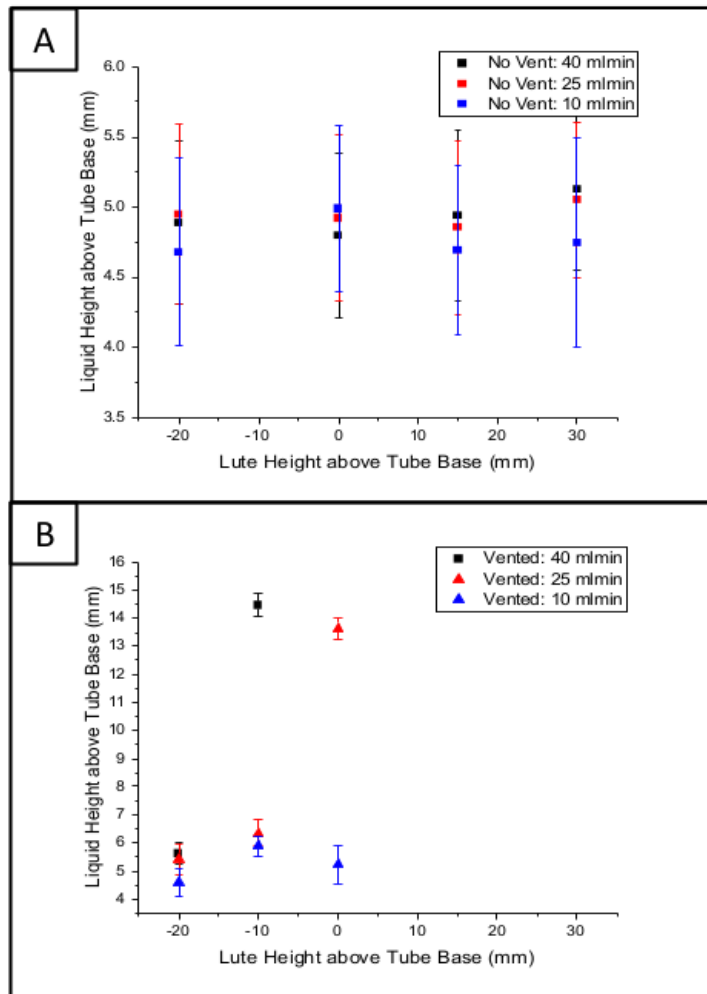 A
No Vent: 40 mlmin
No Vent: 25 mlmin
No Vent: 10 mlmin
Liquid Height above Tube Base (mm)
6.0
5.5
5.0
4.5
4.0
3.5
-20 -10 0 10 20 30
Lute Height above Tube Base (mm)
B
Vented: 40 mlmin
Vented: 25 mlmin
Vented: 10 mlmin
Liquid Height above Tube Base (mm)
16
15
14
13
12
11
10
9
8
7
6
5
4
-20 -10 0 10 20 30
Lute Height above Tube Base (mm)